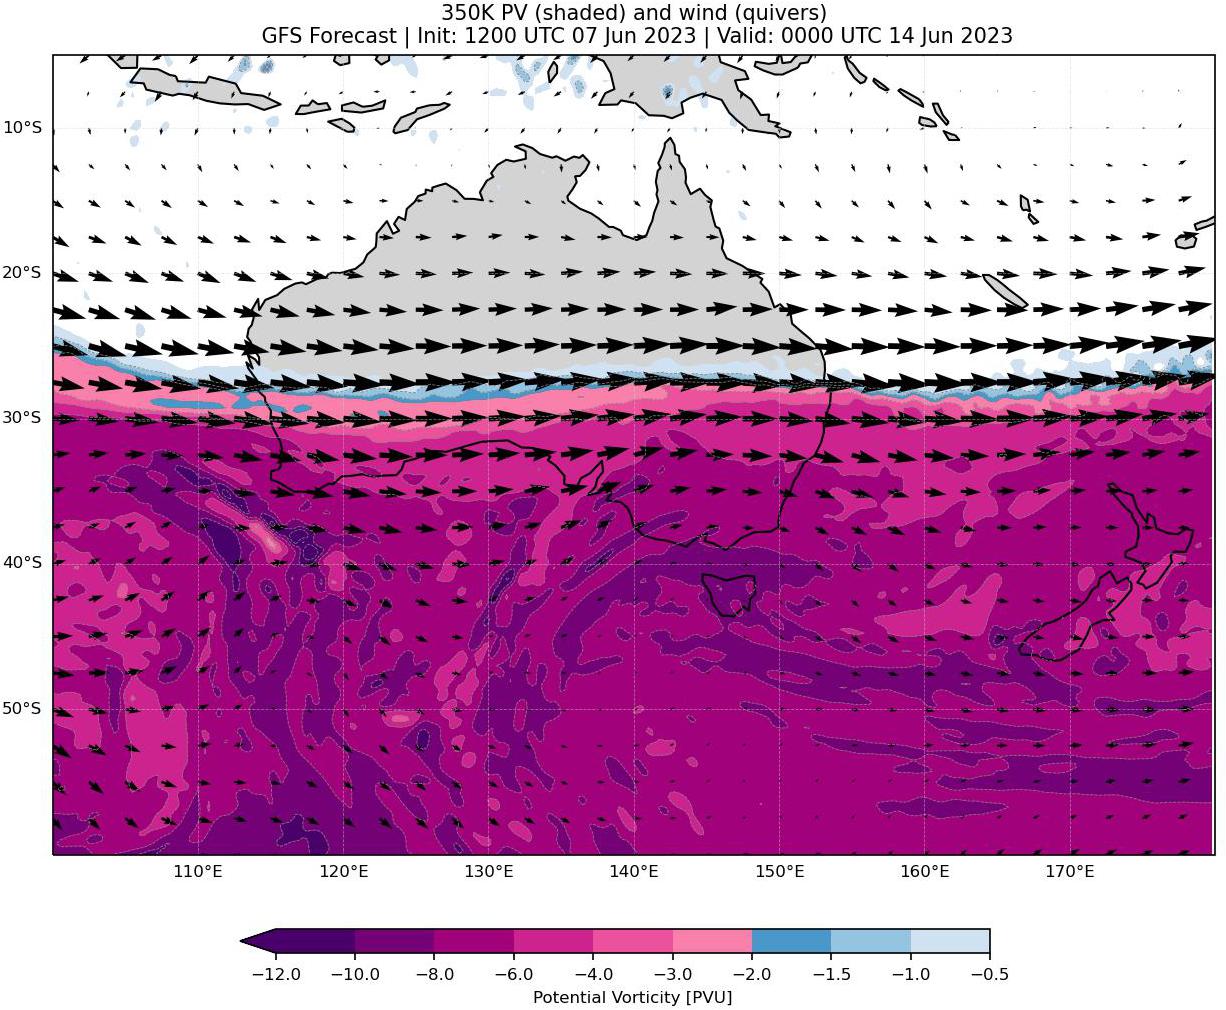 350K PV (shaded) and wind (quivers)
GFS Forecast | Init: 1200 UTC 07 Jun 2023 | Valid: 0000 UTC 14 Jun 2023
10°S
20°S
30°S
40°S
50°S
110°E 120°E 130°E 140°E 150°E 160°E 170°E
−12.0 −10.0 −8.0 −6.0 −4.0 −3.0 −2.0 −1.5 −1.0 −0.5
Potential Vorticity [PVU]